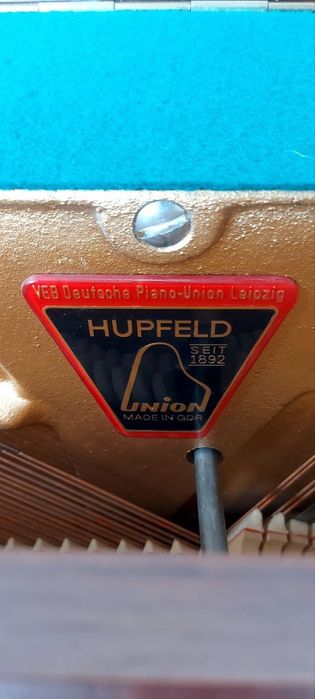 VEB Deutsche Piano-Union Leipzig
HUPFELD
SEIT
1892
UNION
MADE IN GDR